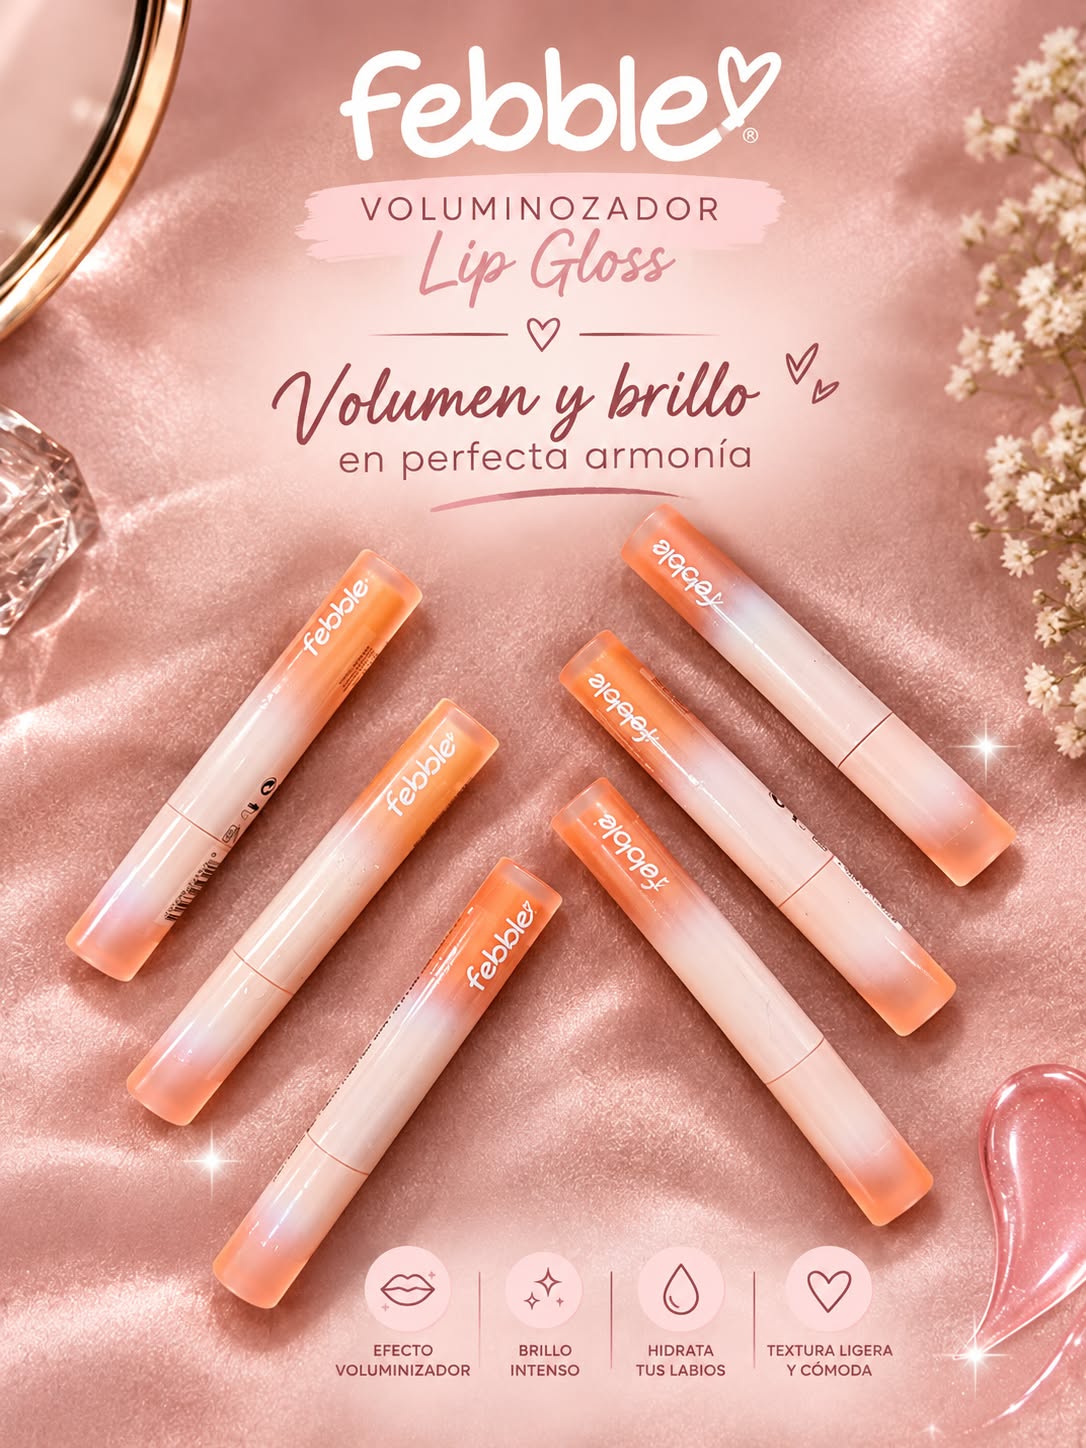 febble®
VOLUMINOZADOR
Lip Gloss
Volumen y brillo
en perfecta armonía
febble
febble
febble
febble
febble
febble
EFECTO
VOLUMINIZADOR
BRILLO
INTENSO
HIDRATA
TUS LABIOS
TEXTURA LIGERA
Y CÓMODA